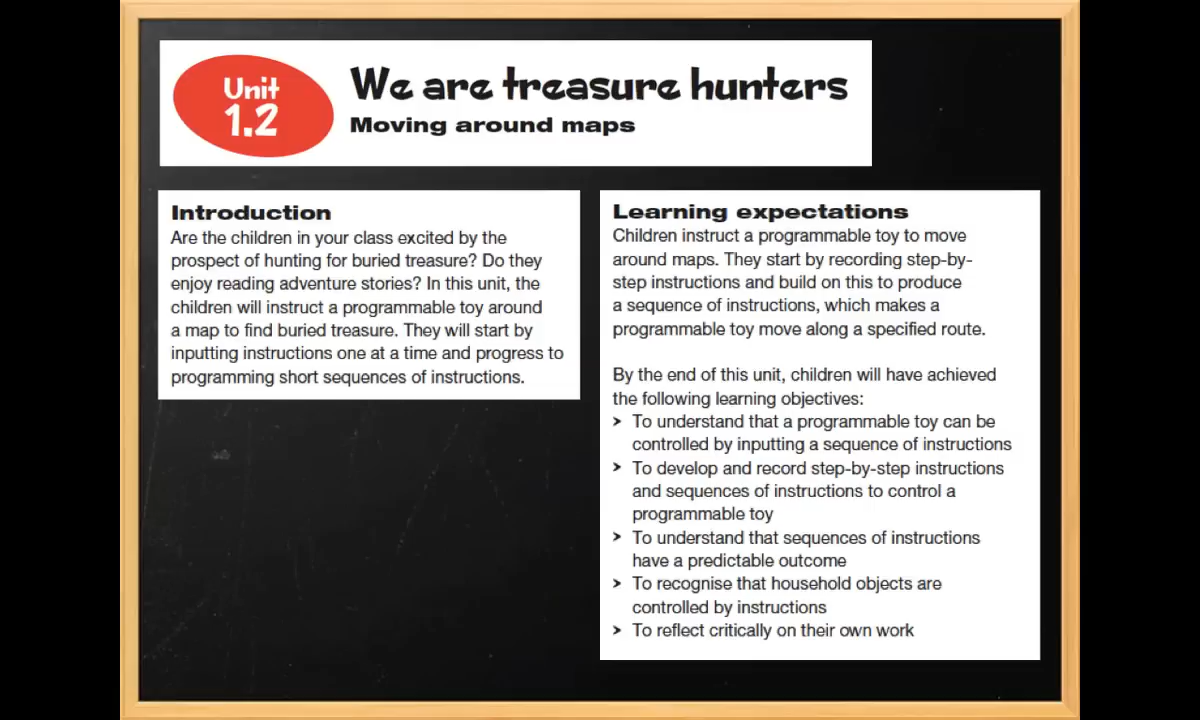 Unit
1.2
We are treasure hunters
Moving around maps
Introduction
Are the children in your class excited by the
prospect of hunting for buried treasure? Do they
enjoy reading adventure stories? In this unit, the
children will instruct a programmable toy around
a map to find buried treasure. They will start by
inputting instructions one at a time and progress to
programming short sequences of instructions.
Learning expectations
Children instruct a programmable toy to move
around maps. They start by recording step-by-
step instructions and build on this to produce
a sequence of instructions, which makes a
programmable toy move along a specified route.
By the end of this unit, children will have achieved
the following learning objectives:
> To understand that a programmable toy can be
controlled by inputting a sequence of instructions
> To develop and record step-by-step instructions
and sequences of instructions to control a
programmable toy
> To understand that sequences of instructions
have a predictable outcome
> To recognise that household objects are
controlled by instructions
> To reflect critically on their own work